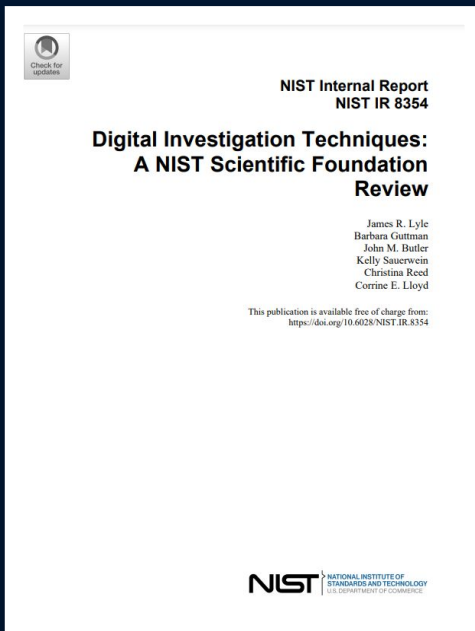 Check for
updates
NIST Internal Report
NIST IR 8354
Digital Investigation Techniques:
A NIST Scientific Foundation
Review
James R. Lyle
Barbara Guttman
John M. Butler
Kelly Sauerwein
Christina Reed
Corrine E. Lloyd
This publication is available free of charge from:
https://doi.org/10.6028/NIST.IR.8354
NIST
NATIONAL INSTITUTE OF
STANDARDS AND TECHNOLOGY
U.S. DEPARTMENT OF COMMERCE